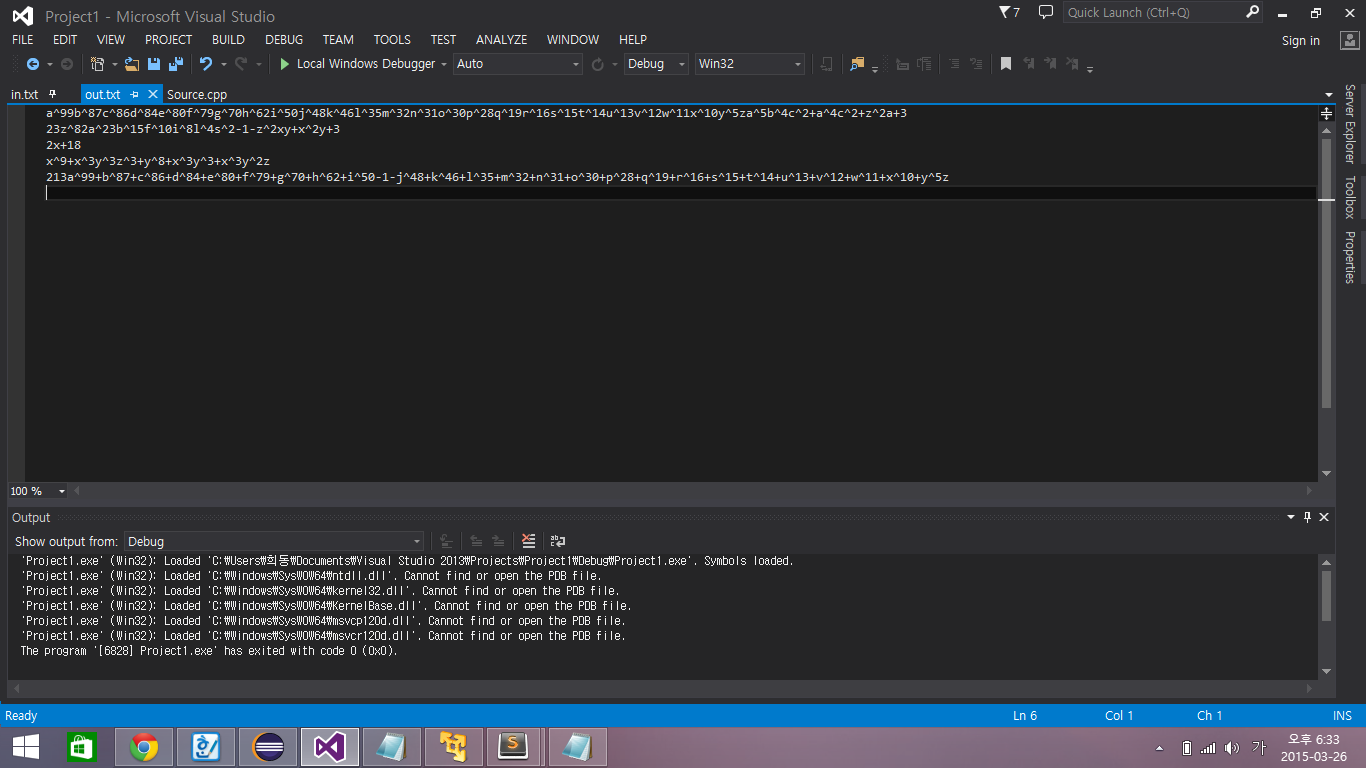 Project1 - Microsoft Visual Studio
7
Quick Launch (Ctrl+Q)
FILE EDIT VIEW PROJECT BUILD DEBUG TEAM TOOLS TEST ANALYZE WINDOW HELP
Sign in
Local Windows Debugger Auto Debug Win32
in.txt out.txt Source.cpp
a^99b^87c^86d^84e^80f^79g^70h^62i^50j^48k^46l^35m^32n^31o^30p^28q^19r^16s^15t^14u^13v^12w^11x^10y^5za^5b^4c^2+a^4c^2+z^2a+3
23z^82a^23b^15f^10i^8l^4s^2-1-z^2xy+x^2y+3
2x+18
x^9+x^3y^3z^3+y^8+x^3y^3+x^3y^2z
213a^99+b^87+c^86+d^84+e^80+f^79+g^70+h^62+i^50-1-j^48+k^46+l^35+m^32+n^31+o^30+p^28+q^19+r^16+s^15+t^14+u^13+v^12+w^11+x^10+y^5z
Server Explorer
Toolbox
Properties
100 %
Output
Show output from: Debug
'Project1.exe' (Win32): Loaded 'C:₩Users₩희동₩Documents₩Visual Studio 2013₩Projects₩Project1₩Debug₩Project1.exe'. Symbols loaded.
'Project1.exe' (Win32): Loaded 'C:₩Windows₩SysWOW64₩ntdll.dll'. Cannot find or open the PDB file.
'Project1.exe' (Win32): Loaded 'C:₩Windows₩SysWOW64₩kernel32.dll'. Cannot find or open the PDB file.
'Project1.exe' (Win32): Loaded 'C:₩Windows₩SysWOW64₩KernelBase.dll'. Cannot find or open the PDB file.
'Project1.exe' (Win32): Loaded 'C:₩Windows₩SysWOW64₩msvcp120d.dll'. Cannot find or open the PDB file.
'Project1.exe' (Win32): Loaded 'C:₩Windows₩SysWOW64₩msvcr120d.dll'. Cannot find or open the PDB file.
The program '[6828] Project1.exe' has exited with code 0 (0x0).
Ready
Ln 6 Col 1 Ch 1 INS
가
오후 6:33
2015-03-26